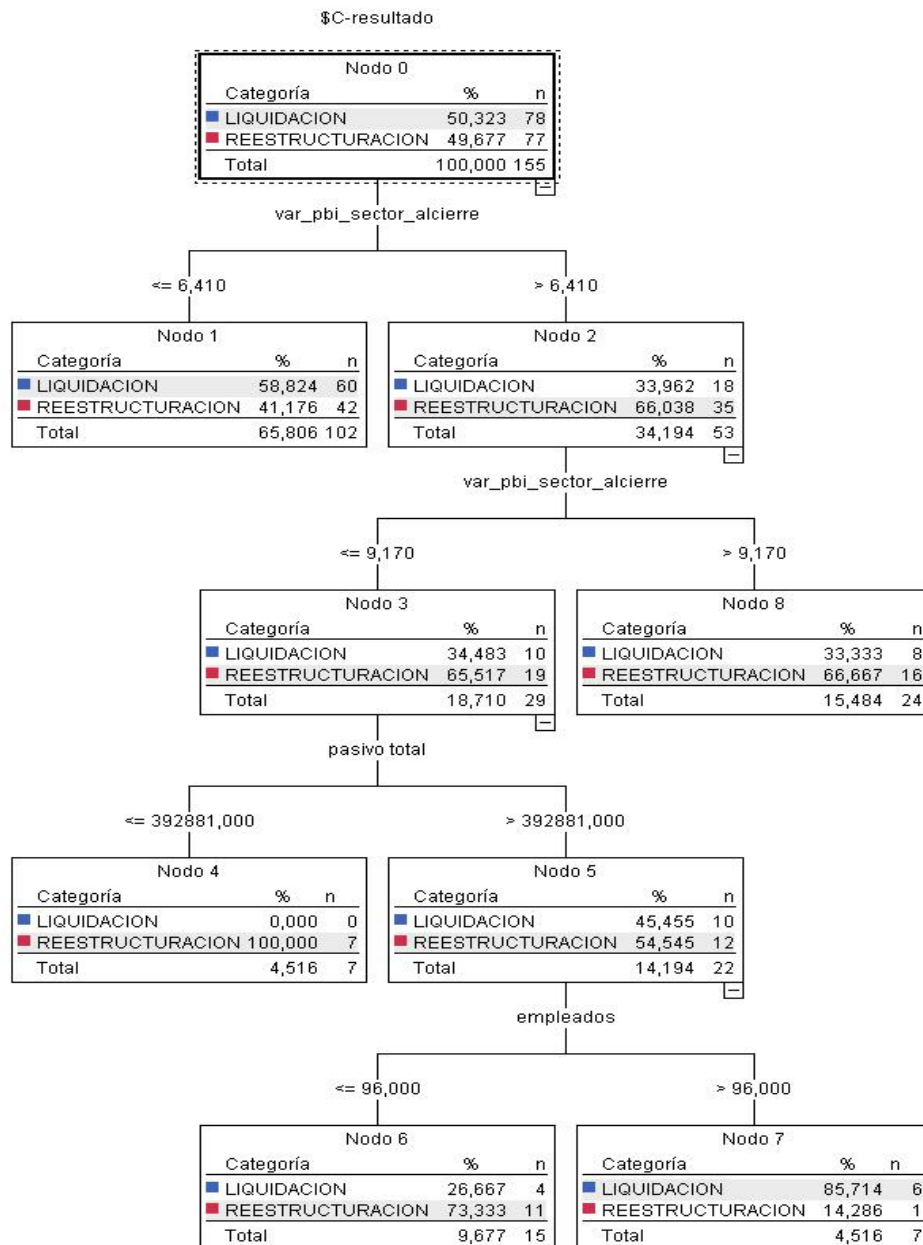 $C-resultado
Nodo 0
Categoría % n
LIQUIDACION 50,323 78
REESTRUCTURACION 49,677 77
Total 100,000 155
var_pbi_sector_alcierre
<= 6,410 > 6,410
Nodo 1
Categoría % n
LIQUIDACION 58,824 60
REESTRUCTURACION 41,176 42
Total 65,806 102
Nodo 2
Categoría % n
LIQUIDACION 33,962 18
REESTRUCTURACION 66,038 35
Total 34,194 53
var_pbi_sector_alcierre
<= 9,170 > 9,170
Nodo 3
Categoría % n
LIQUIDACION 34,483 10
REESTRUCTURACION 65,517 19
Total 18,710 29
Nodo 8
Categoría % n
LIQUIDACION 33,333 8
REESTRUCTURACION 66,667 16
Total 15,484 24
pasivo total
<= 392881,000 > 392881,000
Nodo 4
Categoría % n
LIQUIDACION 0,000 0
REESTRUCTURACION 100,000 7
Total 4,516 7
Nodo 5
Categoría % n
LIQUIDACION 45,455 10
REESTRUCTURACION 54,545 12
Total 14,194 22
empleados
<= 96,000 > 96,000
Nodo 6
Categoría % n
LIQUIDACION 26,667 4
REESTRUCTURACION 73,333 11
Total 9,677 15
Nodo 7
Categoría % n
LIQUIDACION 85,714 6
REESTRUCTURACION 14,286 1
Total 4,516 7